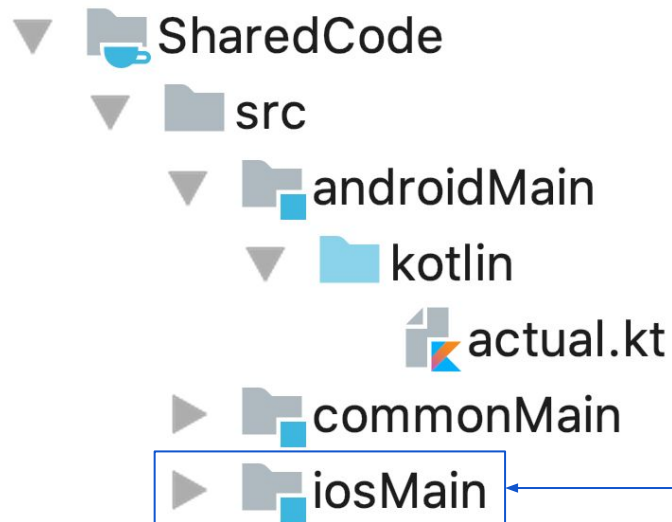 SharedCode
src
androidMain
kotlin
actual.kt
commonMain
iosMain